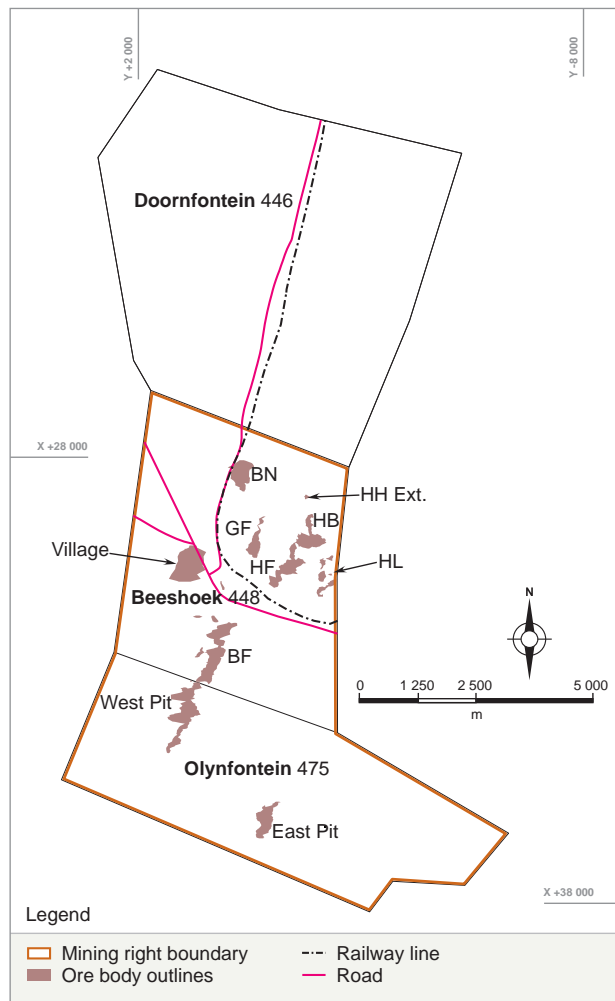 Y +2 000
Y -8 000
Doornfontein 446
X +28 000
BN
HH Ext.
GF
HB
Village
HF
HL
Beeshoek 448
N
BF
0 1 250 2 500 5 000
m
West Pit
Olynfontein 475
East Pit
X +38 000
Legend
Mining right boundary
Railway line
Ore body outlines
Road